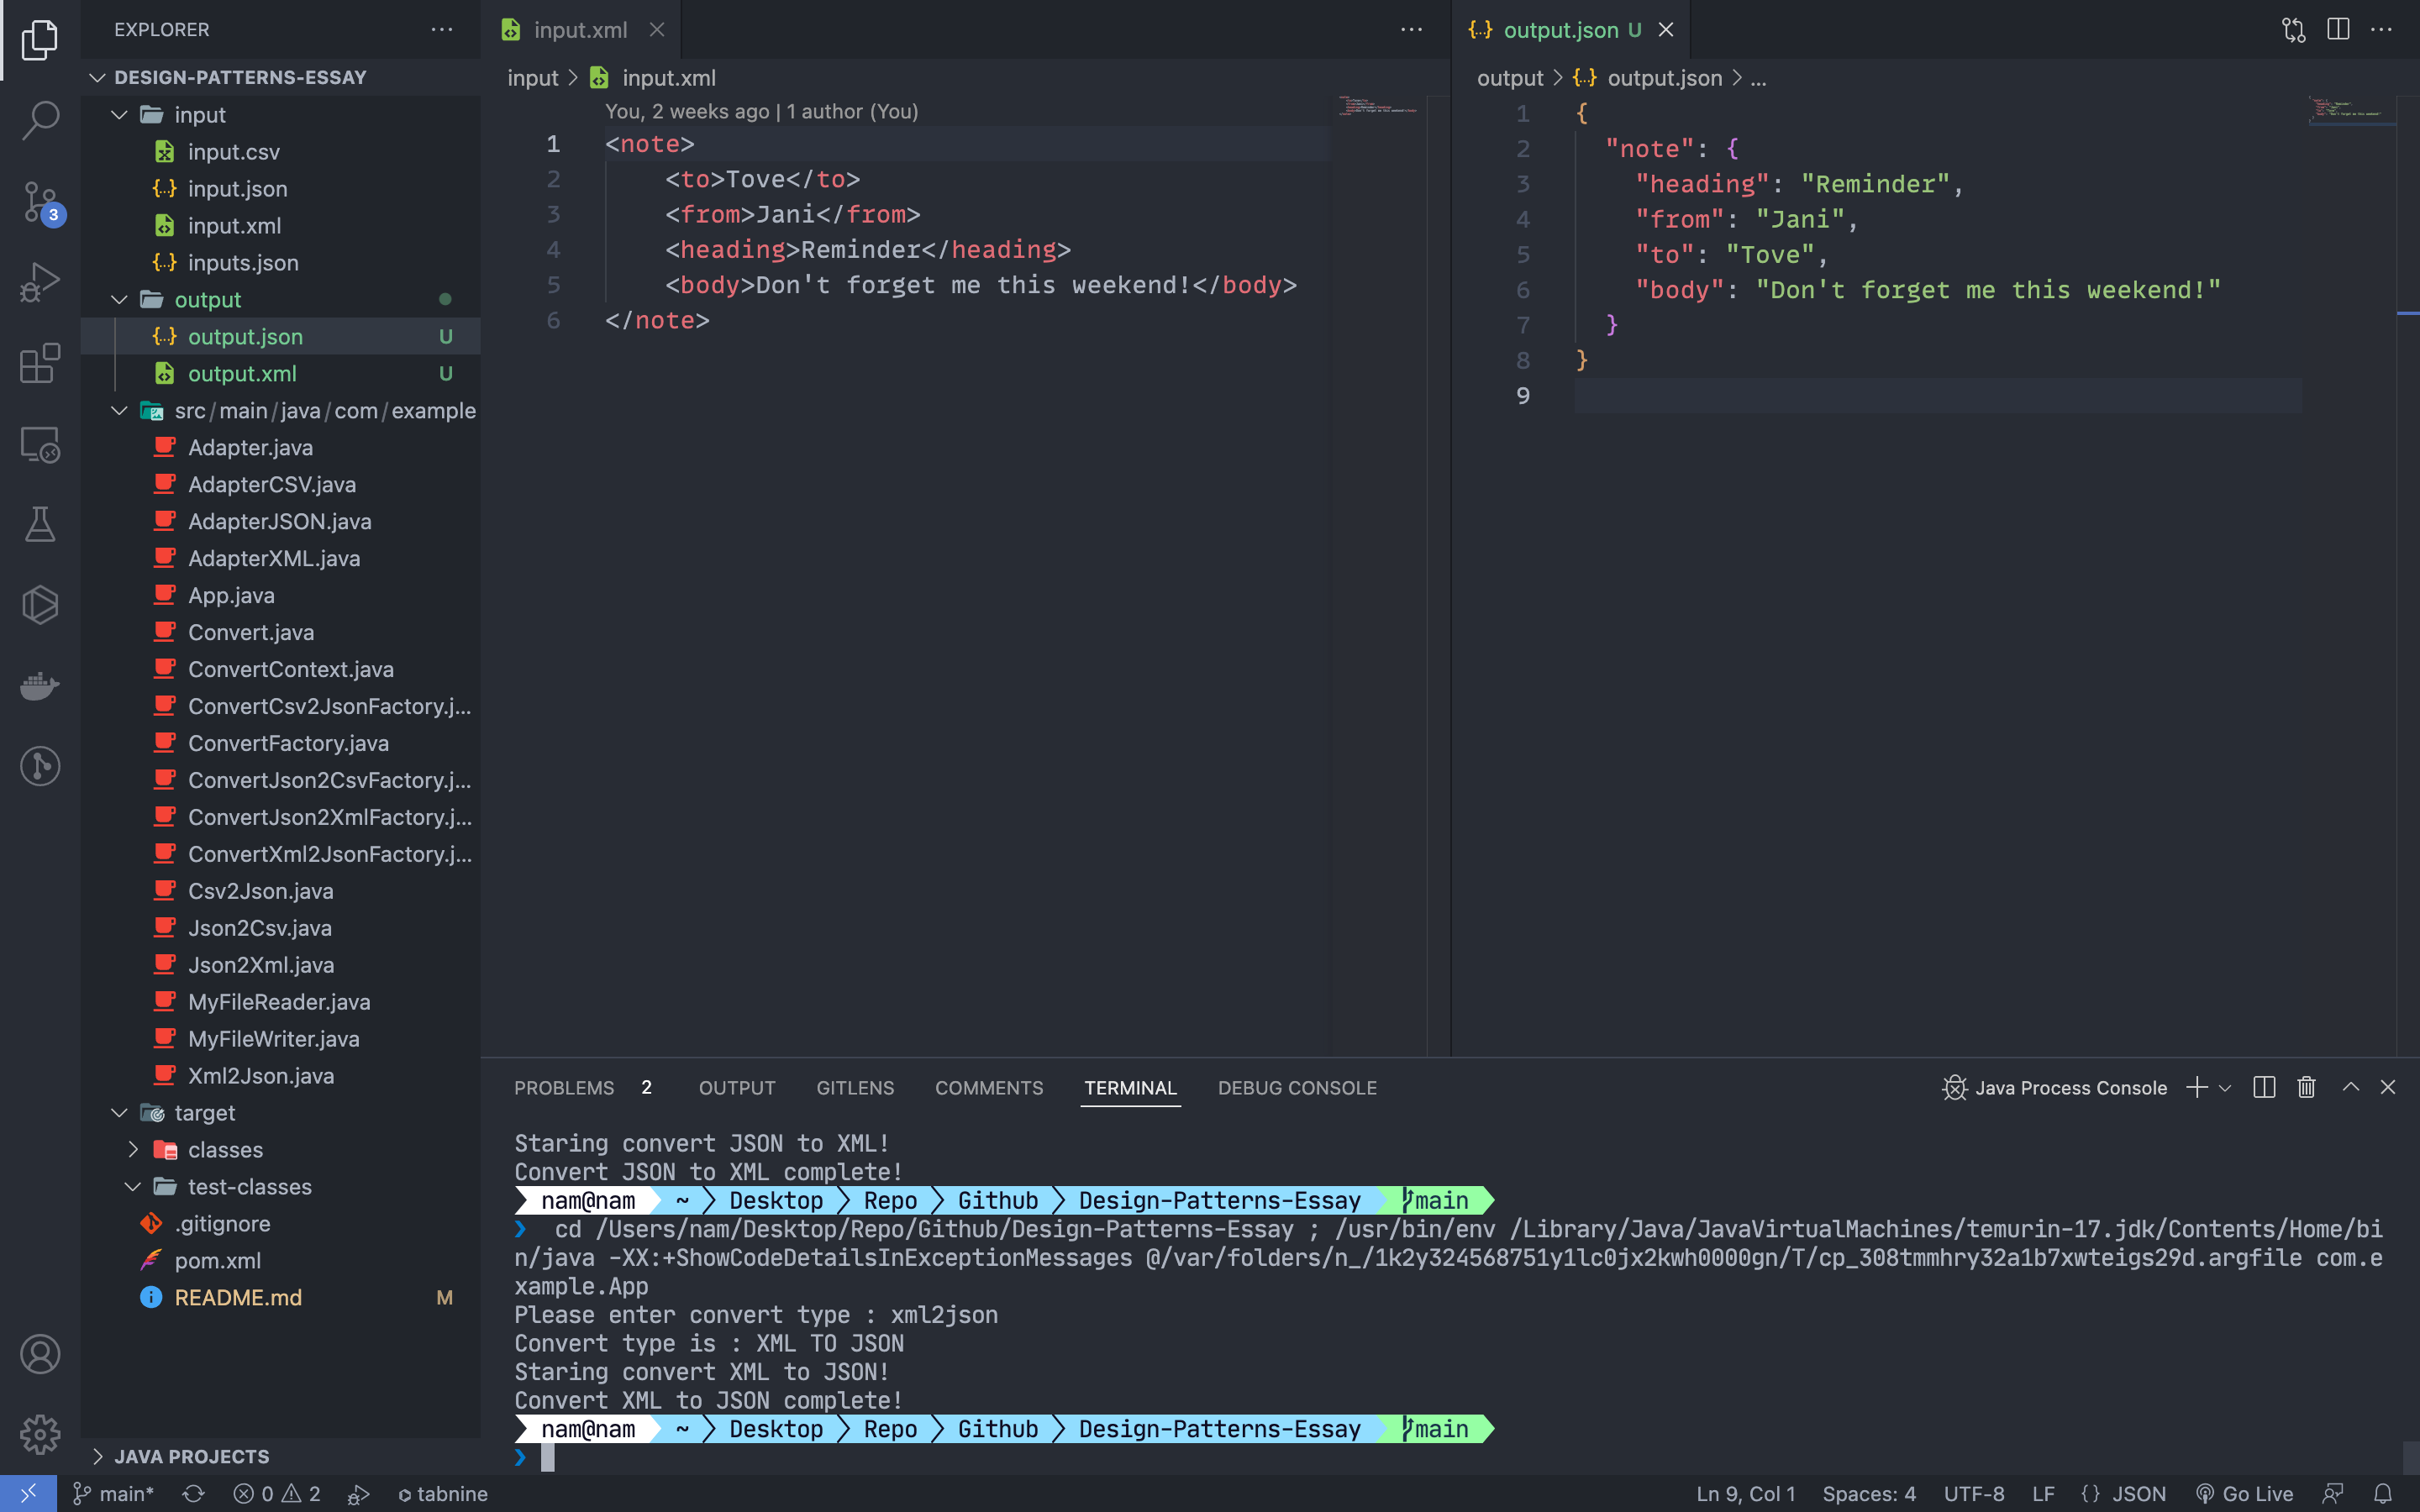 EXPLORER
DESIGN-PATTERNS-ESSAY
input
input.csv
input.json
input.xml
inputs.json
output
output.json U
output.xml U
src/main/java/com/example
Adapter.java
AdapterCSV.java
AdapterJSON.java
AdapterXML.java
App.java
Convert.java
ConvertContext.java
ConvertCsv2JsonFactory.j...
ConvertFactory.java
ConvertJson2CsvFactory.j...
ConvertJson2XmlFactory.j...
ConvertXml2JsonFactory.j...
Csv2Json.java
Json2Csv.java
Json2Xml.java
MyFileReader.java
MyFileWriter.java
Xml2Json.java
target
classes
test-classes
.gitignore
pom.xml
README.md M
JAVA PROJECTS
3
input.xml
input > input.xml
You, 2 weeks ago | 1 author (You)
1 <note>
2 <to>Tove</to>
3 <from>Jani</from>
4 <heading>Reminder</heading>
5 <body>Don't forget me this weekend!</body>
6 </note>
output.json U
output > {..} output.json > ...
1 {
2 "note": {
3 "heading": "Reminder",
4 "from": "Jani",
5 "to": "Tove",
6 "body": "Don't forget me this weekend!"
7 }
8 }
9
PROBLEMS 2 OUTPUT GITLENS COMMENTS TERMINAL DEBUG CONSOLE
Java Process Console
Staring convert JSON to XML!
Convert JSON to XML complete!
nam@nam ~ Desktop Repo Github Design-Patterns-Essay main
❯ cd /Users/nam/Desktop/Repo/Github/Design-Patterns-Essay ; /usr/bin/env /Library/Java/JavaVirtualMachines/temurin-17.jdk/Contents/Home/bi
n/java -XX:+ShowCodeDetailsInExceptionMessages @/var/folders/n_/1k2y324568751y1lc0jx2kwh0000gn/T/cp_308tmmhry32a1b7xwteigs29d.argfile com.e
xample.App
Please enter convert type : xml2json
Convert type is : XML TO JSON
Staring convert XML to JSON!
Convert XML to JSON complete!
nam@nam ~ Desktop Repo Github Design-Patterns-Essay main
❯
main* 0 2 tabnine
Ln 9, Col 1 Spaces: 4 UTF-8 LF {} JSON Go Live